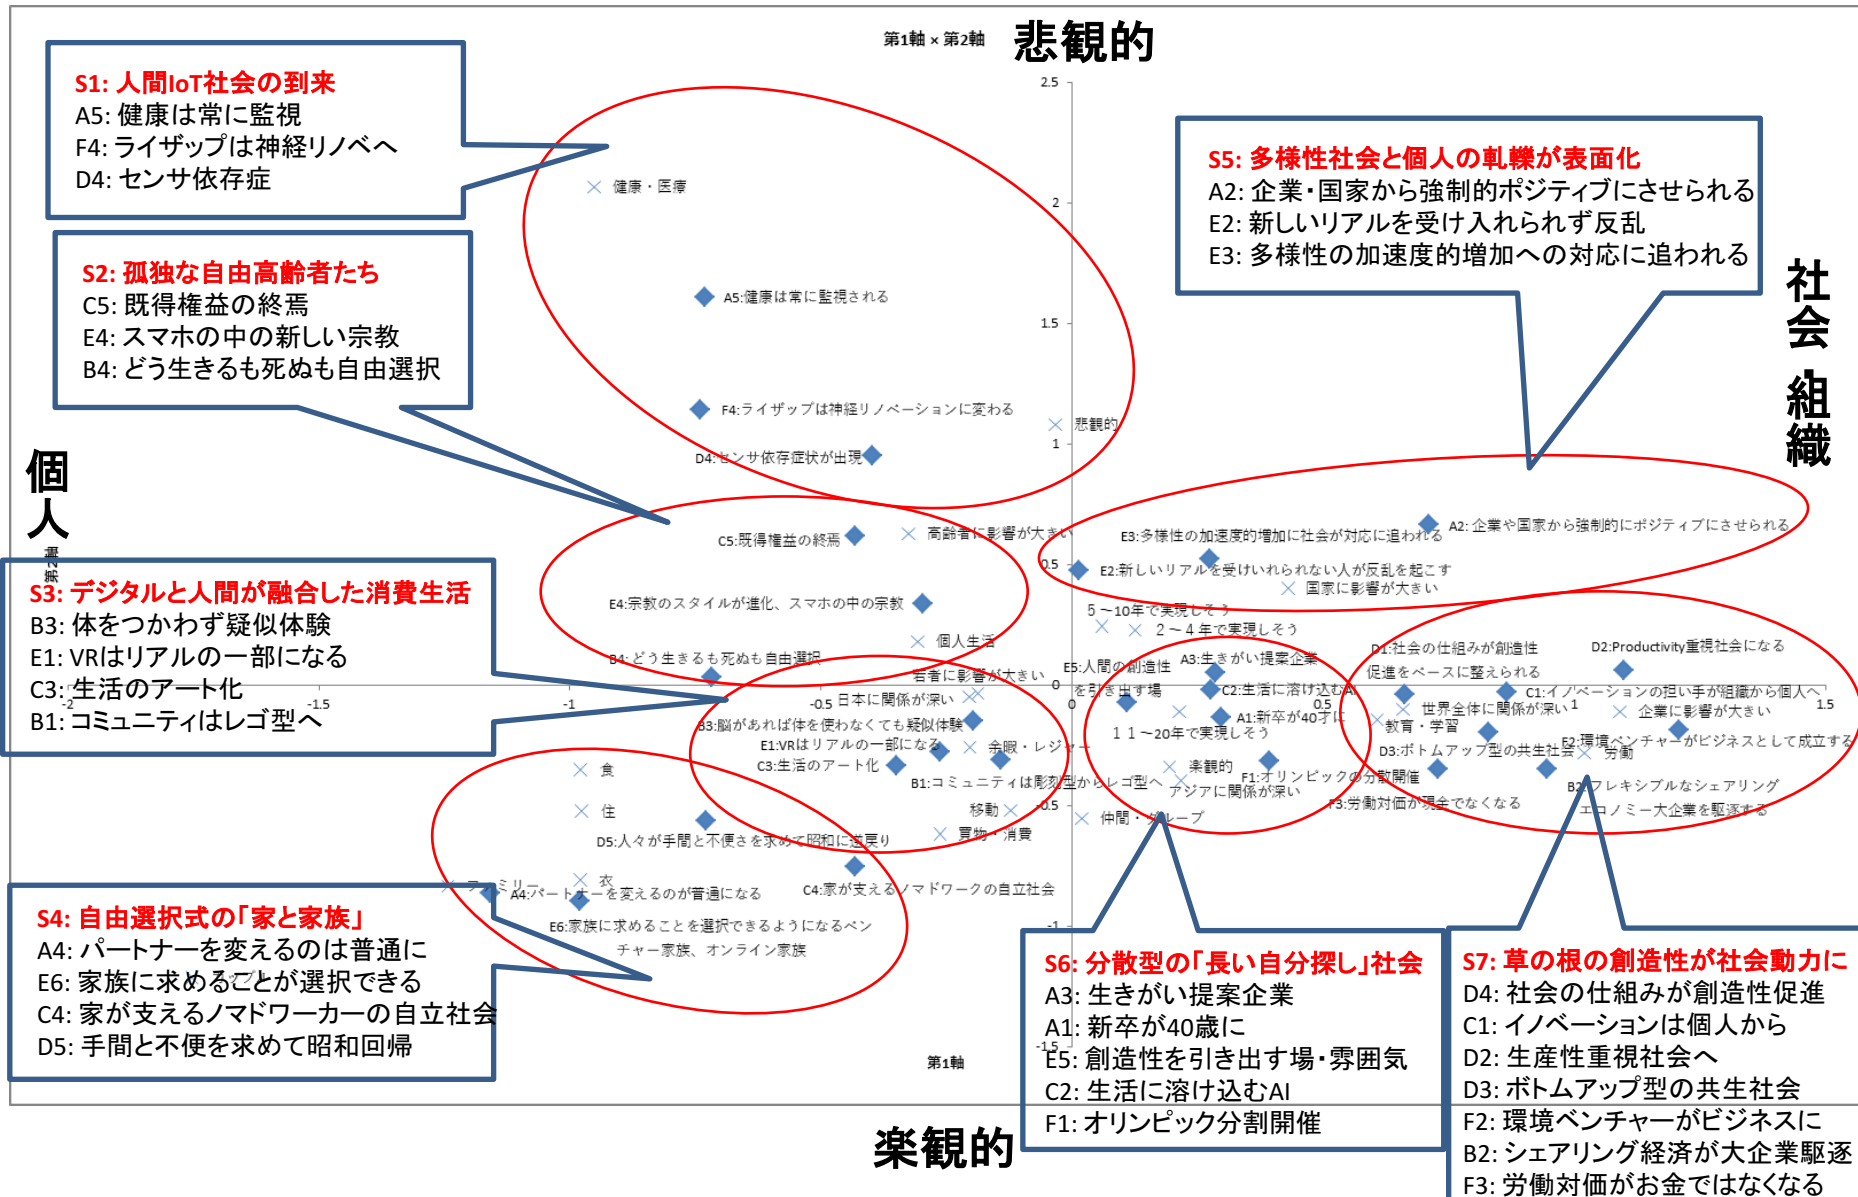 第1軸 × 第2軸
悲観的
社会・組織
個人
楽観的
第2軸
第1軸
S1: 人間IoT社会の到来
A5: 健康は常に監視
F4: ライザップは神経リノベへ
D4: センサ依存症
S2: 孤独な自由高齢者たち
C5: 既得権益の終焉
E4: スマホの中の新しい宗教
B4: どう生きるも死ぬも自由選択
S3: デジタルと人間が融合した消費生活
B3: 体をつかわず疑似体験
E1: VRはリアルの一部になる
C3: 生活のアート化
B1: コミュニティはレゴ型へ
S4: 自由選択式の「家と家族」
A4: パートナーを変えるのは普通に
E6: 家族に求めることが選択できる
C4: 家が支えるノマドワーカーの自立社会
D5: 手間と不便を求めて昭和回帰
S5: 多様性社会と個人の軋轢が表面化
A2: 企業・国家から強制的ポジティブにさせられる
E2: 新しいリアルを受け入れられず反乱
E3: 多様性の加速度的増加への対応に追われる
S6: 分散型の「長い自分探し」社会
A3: 生きがい提案企業
A1: 新卒が40歳に
E5: 創造性を引き出す場・雰囲気
C2: 生活に溶け込むAI
F1: オリンピック分割開催
S7: 草の根の創造性が社会動力に
D4: 社会の仕組みが創造性促進
C1: イノベーションは個人から
D2: 生産性重視社会へ
D3: ボトムアップ型の共生社会
F2: 環境ベンチャーがビジネスに
B2: シェアリング経済が大企業駆逐
F3: 労働対価がお金ではなくなる
2.5
2
1.5
1
0.5
0
-0.5
-1
-1.5
-2
-1.5
-1
-0.5
0.5
1
1.5
健康・医療
A5:健康は常に監視される
F4:ライザップは神経リノベーションに変わる
悲観的
D4:センサ依存症状が出現
C5:既得権益の終焉
高齢者に影響が大きい
E4:宗教のスタイルが進化、スマホの中の宗教
個人生活
B4:どう生きるも死ぬも自由選択
A2: 企業や国家から強制的にポジティブにさせられる
E3:多様性の加速度的増加に社会が対応に追われる
E2:新しいリアルを受けいれられない人が反乱を起こす
国家に影響が大きい
5～10年で実現しそう
2～4年で実現しそう
若者に影響が大きい
日本に関係が深い
B3:脳があれば体を使わなくても疑似体験
E1:VRはリアルの一部になる
余暇・レジャー
C3:生活のアート化
B1:コミュニティは彫刻型からレゴ型へ
移動
買物・消費
E5:人間の創造性
を引き出す場
A3:生きがい提案企業
C2:生活に溶け込むA
A1:新卒が40才に
11～20年で実現しそう
楽観的
アジアに関係が深い
F1:オリンピックの分散開催
仲間・グループ
D1:社会の仕組みが創造性
促進をベースに整えられる
D2:Productivity重視社会になる
C1:イノベーションの担い手が組織から個人へ
世界全体に関係が深い
企業に影響が大きい
教育・学習
D3:ボトムアップ型の共生社会
F2:環境ベンチャーがビジネスとして成立する
労働
F3:労働対価が現金でなくなる
B2:フレキシブルなシェアリング
エコノミー大企業を駆逐する
食
住
D5:人々が手間と不便さを求めて昭和に逆戻り
ファミリー
衣
A4:パートナーを変えるのが普通になる
C4:家が支えるノマドワークの自立社会
E6:家族に求めることを選択できるようになるベン
チャー家族、オンライン家族